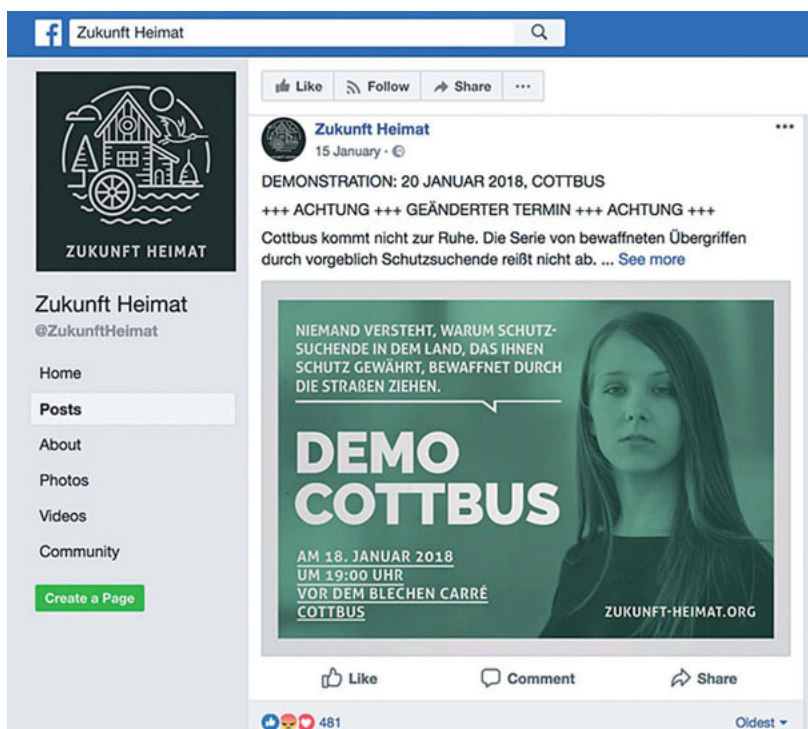 Zukunft Heimat
ZUKUNFT HEIMAT
Zukunft Heimat
@ZukunftHeimat
Home
Posts
About
Photos
Videos
Community
Create a Page
Like Follow Share ...
Zukunft Heimat
15 January ·
DEMONSTRATION: 20 JANUAR 2018, COTTBUS
+++ ACHTUNG +++ GEÄNDERTER TERMIN +++ ACHTUNG +++
Cottbus kommt nicht zur Ruhe. Die Serie von bewaffneten Übergriffen
durch vorgeblich Schutzsuchende reißt nicht ab. ... See more
NIEMAND VERSTEHT, WARUM SCHUTZ-
SUCHENDE IN DEM LAND, DAS IHNEN
SCHUTZ GEWÄHRT, BEWAFFNET DURCH
DIE STRAẞEN ZIEHEN.
DEMO
COTTBUS
AM 18. JANUAR 2018
UM 19:00 UHR
VOR DEM BLECHEN CARRÉ
COTTBUS
ZUKUNFT-HEIMAT.ORG
Like Comment Share
481 Oldest